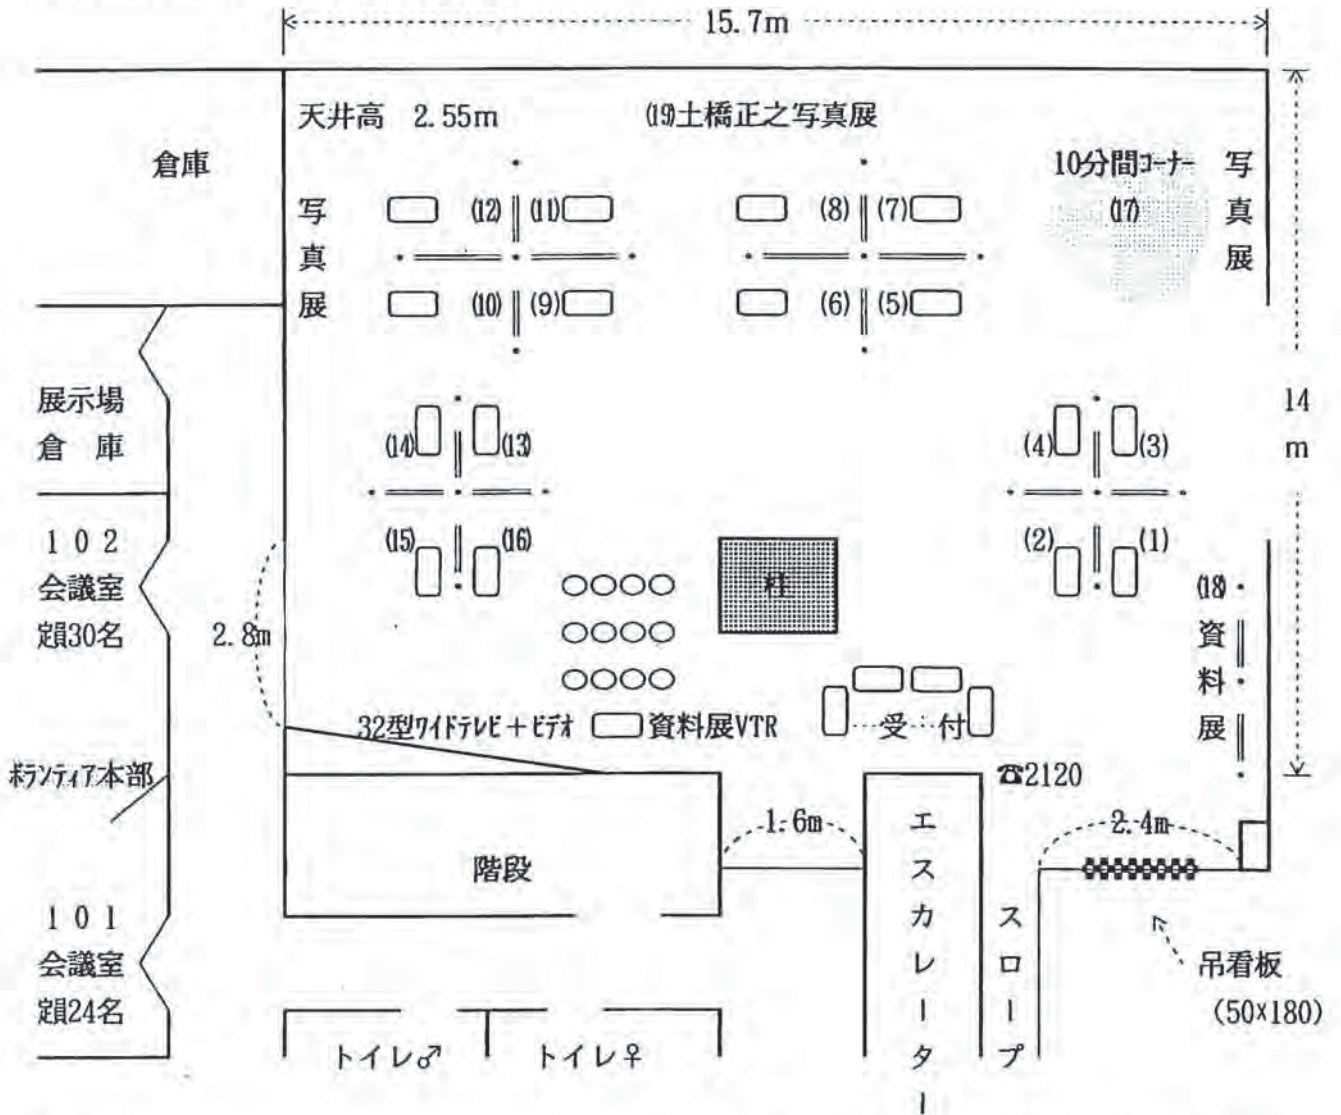 15.7m
天井高 2.55m
(19)土橋正之写真展
倉庫
10分間ｺｰﾅｰ
(17)
写真展
写真展
(12) (11)
(8) (7)
(10) (9)
(6) (5)
展示場
倉 庫
14
m
(14) (13)
(4) (3)
102
会議室
定員30名
(15) (16)
柱
(2) (1)
(18)
資料展
2.8m
32型ﾜｲﾄﾞﾃﾚﾋﾞ+ﾋﾞﾃﾞｵ
資料展VTR
受 付
ﾎﾞﾗﾝﾃｨｱ本部
☎2120
1.6m
2.4m
階段
エスカレーター
スロープ
101
会議室
定員24名
吊看板
(50×180)
トイレ♂
トイレ♀